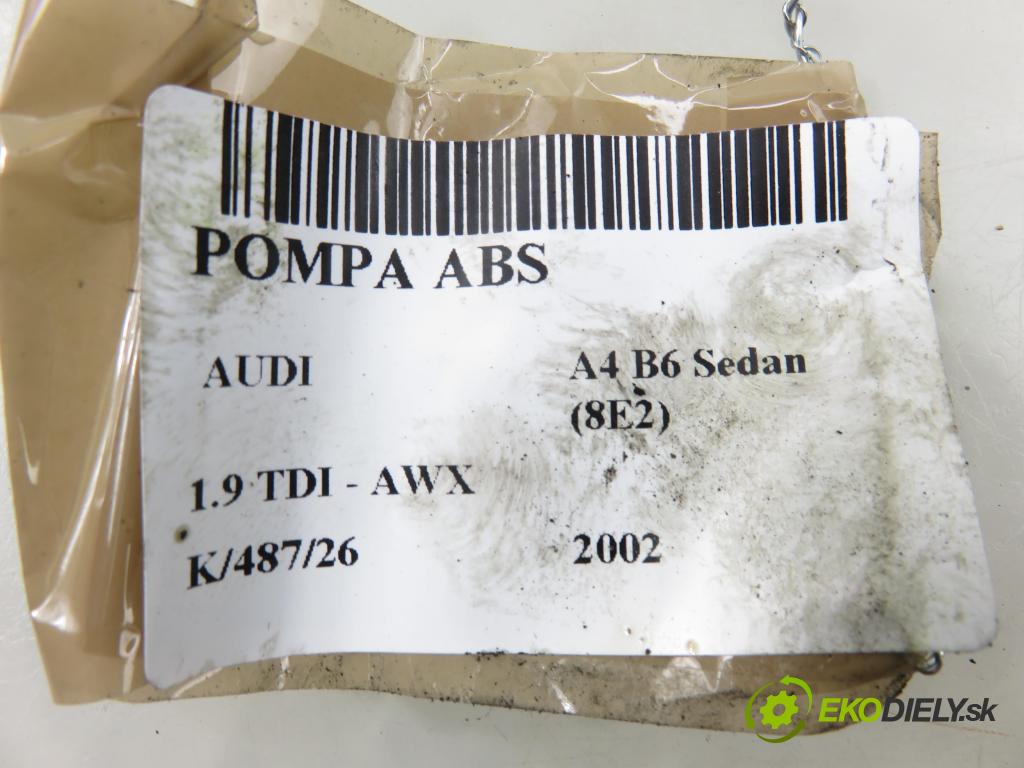 POMPA ABS
AUDI
A4 B6 Sedan
(8E2)
1.9 TDI - AWX
K/487/26
2002
EKODIELY.sk